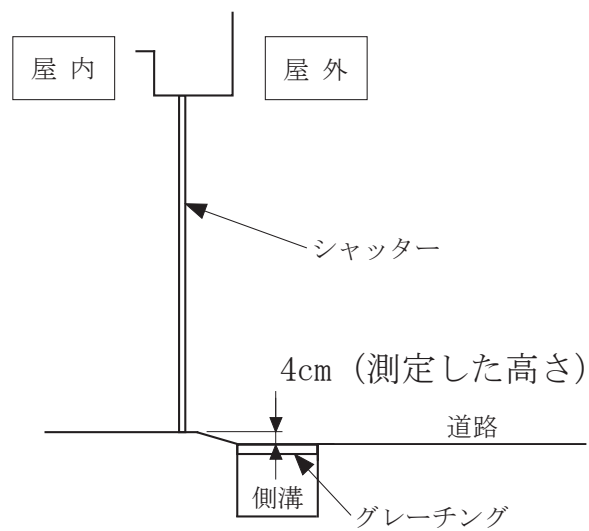 屋 内
屋 外
シャッター
4cm (測定した高さ)
道路
側溝
グレーチング